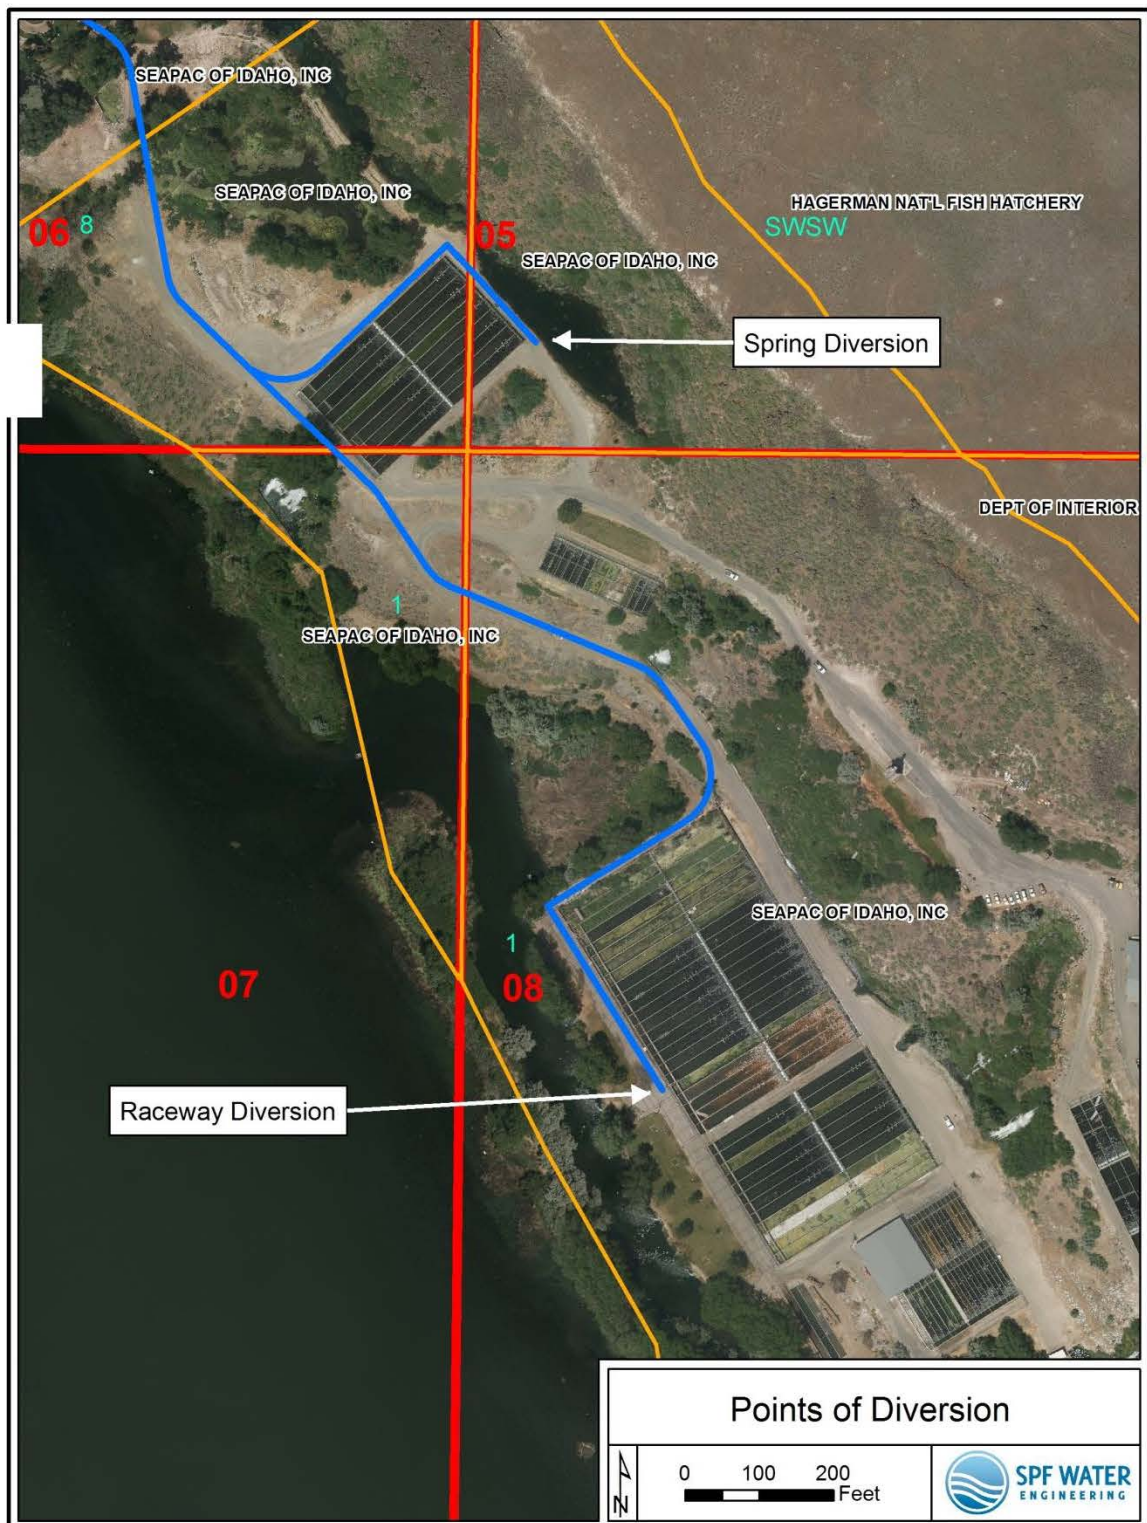 SEAPAC OF IDAHO, INC
SEAPAC OF IDAHO, INC
HAGERMAN NAT'L FISH HATCHERY
SWSW
06 8
05
SEAPAC OF IDAHO, INC
Spring Diversion
DEPT OF INTERIOR
1
SEAPAC OF IDAHO, INC
SEAPAC OF IDAHO, INC
1
07
08
Raceway Diversion
Points of Diversion
0 100 200
Feet
N
SPF WATER
ENGINEERING